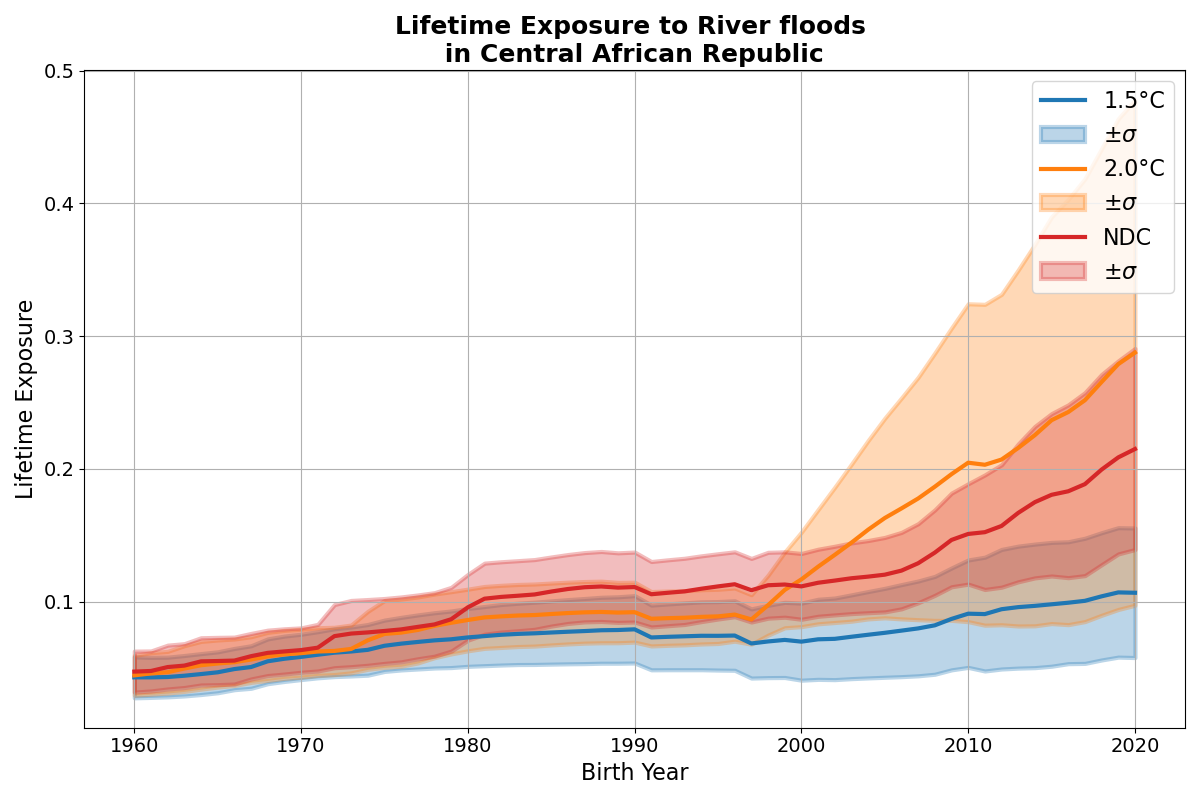 Lifetime Exposure to River floods
in Central African Republic
0.5
0.4
0.3
0.2
0.1
Lifetime Exposure
1.5°C
±σ
2.0°C
±σ
NDC
±σ
1960 1970 1980 1990 2000 2010 2020
Birth Year